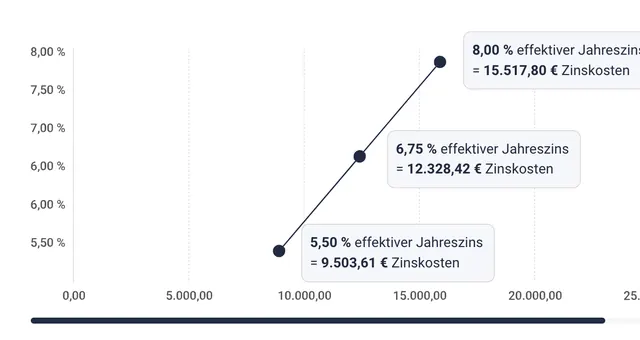 8,00 %
8,00 % effektiver Jahreszins
= 15.517,80 € Zinskosten
7,50 %
7,00 %
6,75 % effektiver Jahreszins
= 12.328,42 € Zinskosten
6,00 %
6,00 %
5,50 %
5,50 % effektiver Jahreszins
= 9.503,61 € Zinskosten
0,00 5.000,00 10.000,00 15.000,00 20.000,00 25.